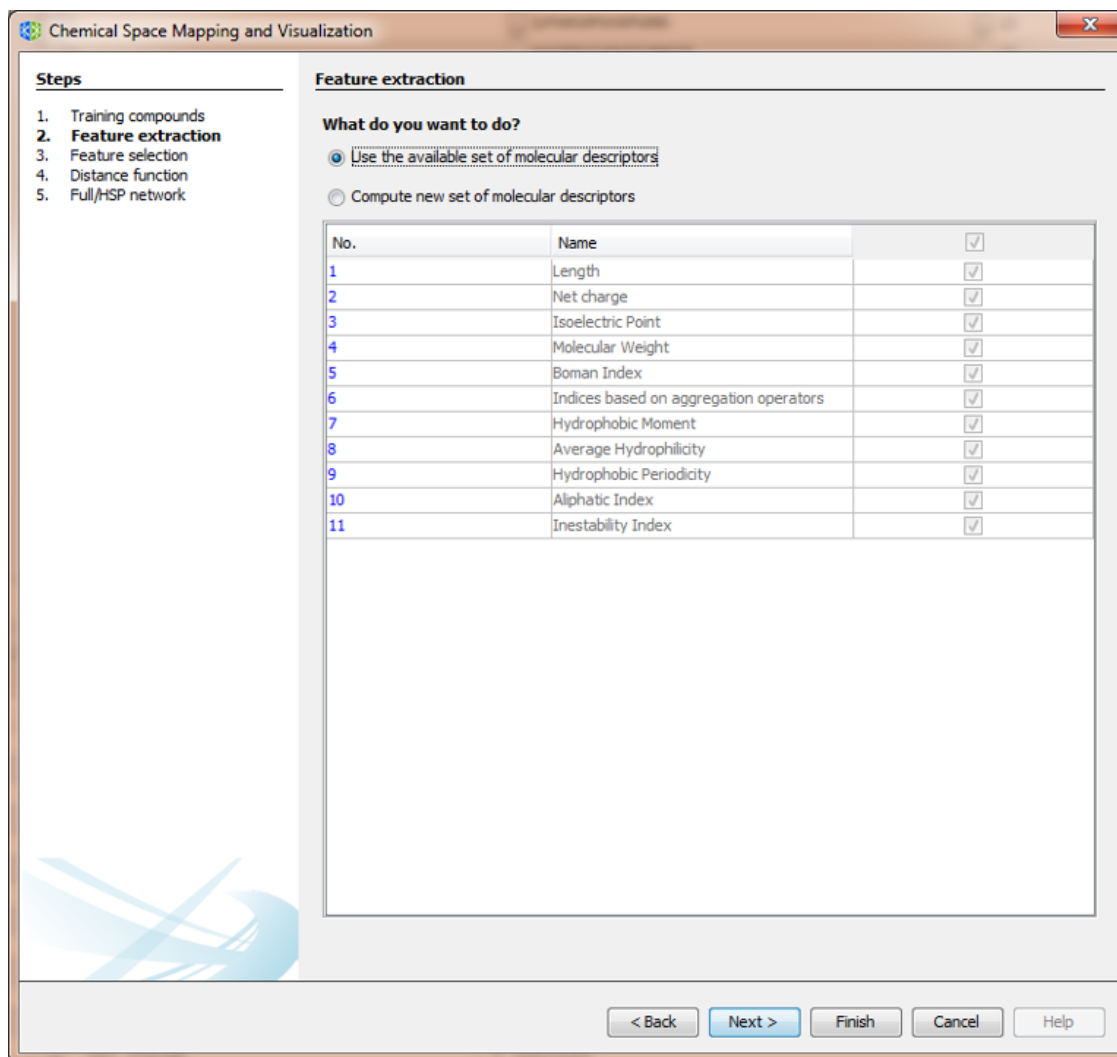 Chemical Space Mapping and Visualization
Steps
1. Training compounds
2. Feature extraction
3. Feature selection
4. Distance function
5. Full/HSP network
Feature extraction
What do you want to do?
Use the available set of molecular descriptors
Compute new set of molecular descriptors
No. Name
1 Length
2 Net charge
3 Isoelectric Point
4 Molecular Weight
5 Boman Index
6 Indices based on aggregation operators
7 Hydrophobic Moment
8 Average Hydrophilicity
9 Hydrophobic Periodicity
10 Aliphatic Index
11 Inestability Index
< Back Next > Finish Cancel Help